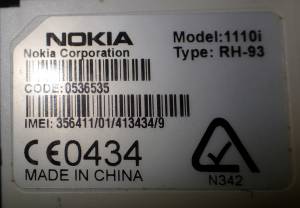 NOKIA
Nokia Corporation
Model:1110i
Type: RH-93
CODE:0536535
IMEI: 356411/01/413434/9
CE0434
MADE IN CHINA
N342